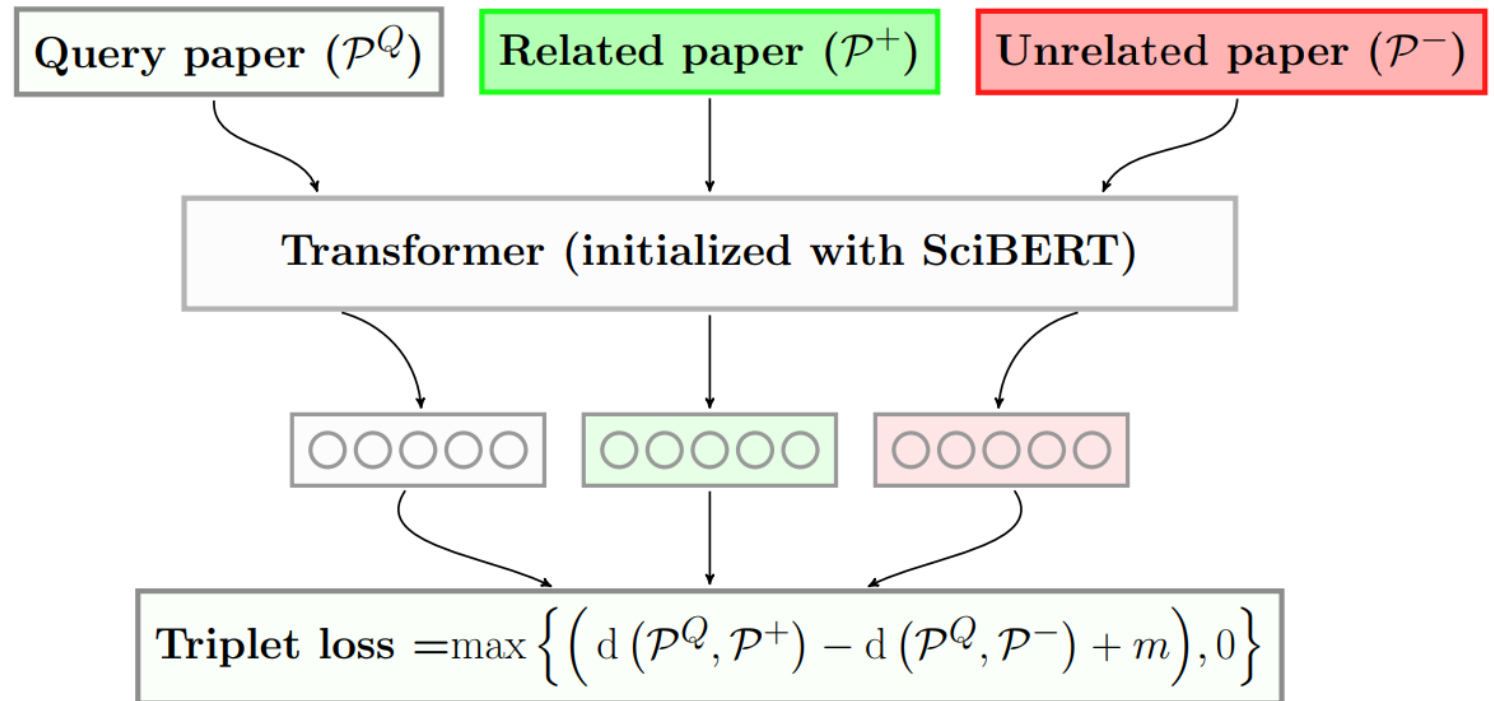 Query paper (𝒫^Q)
Related paper (𝒫^+)
Unrelated paper (𝒫^−)
Transformer (initialized with SciBERT)
Triplet loss =max {( d (𝒫^Q, 𝒫^+) − d (𝒫^Q, 𝒫^−) + m), 0}